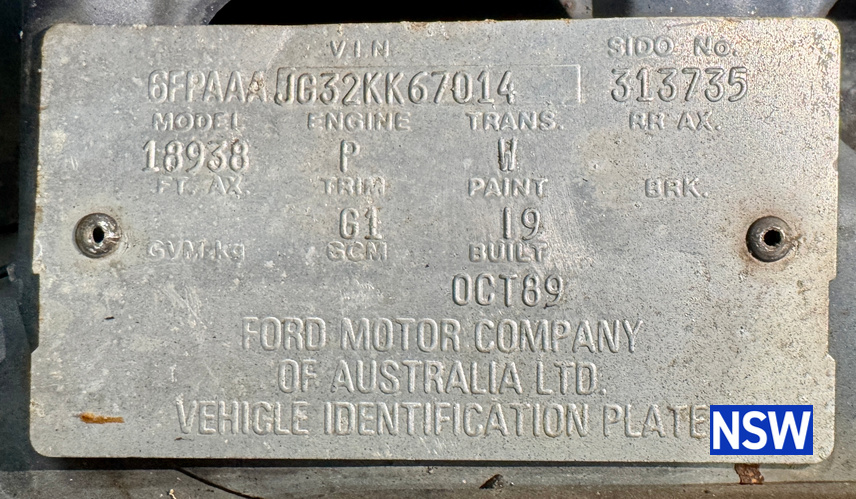 V.I.N. SIDO No.
6FPAAAJG32KK67014 313735
MODEL ENGINE TRANS. RR AX.
18938 P W
FT. AX. TRIM PAINT BRK.
G1 19
GVM-kg GCM BUILT
OCT89
FORD MOTOR COMPANY
OF AUSTRALIA LTD.
VEHICLE IDENTIFICATION PLATE
NSW